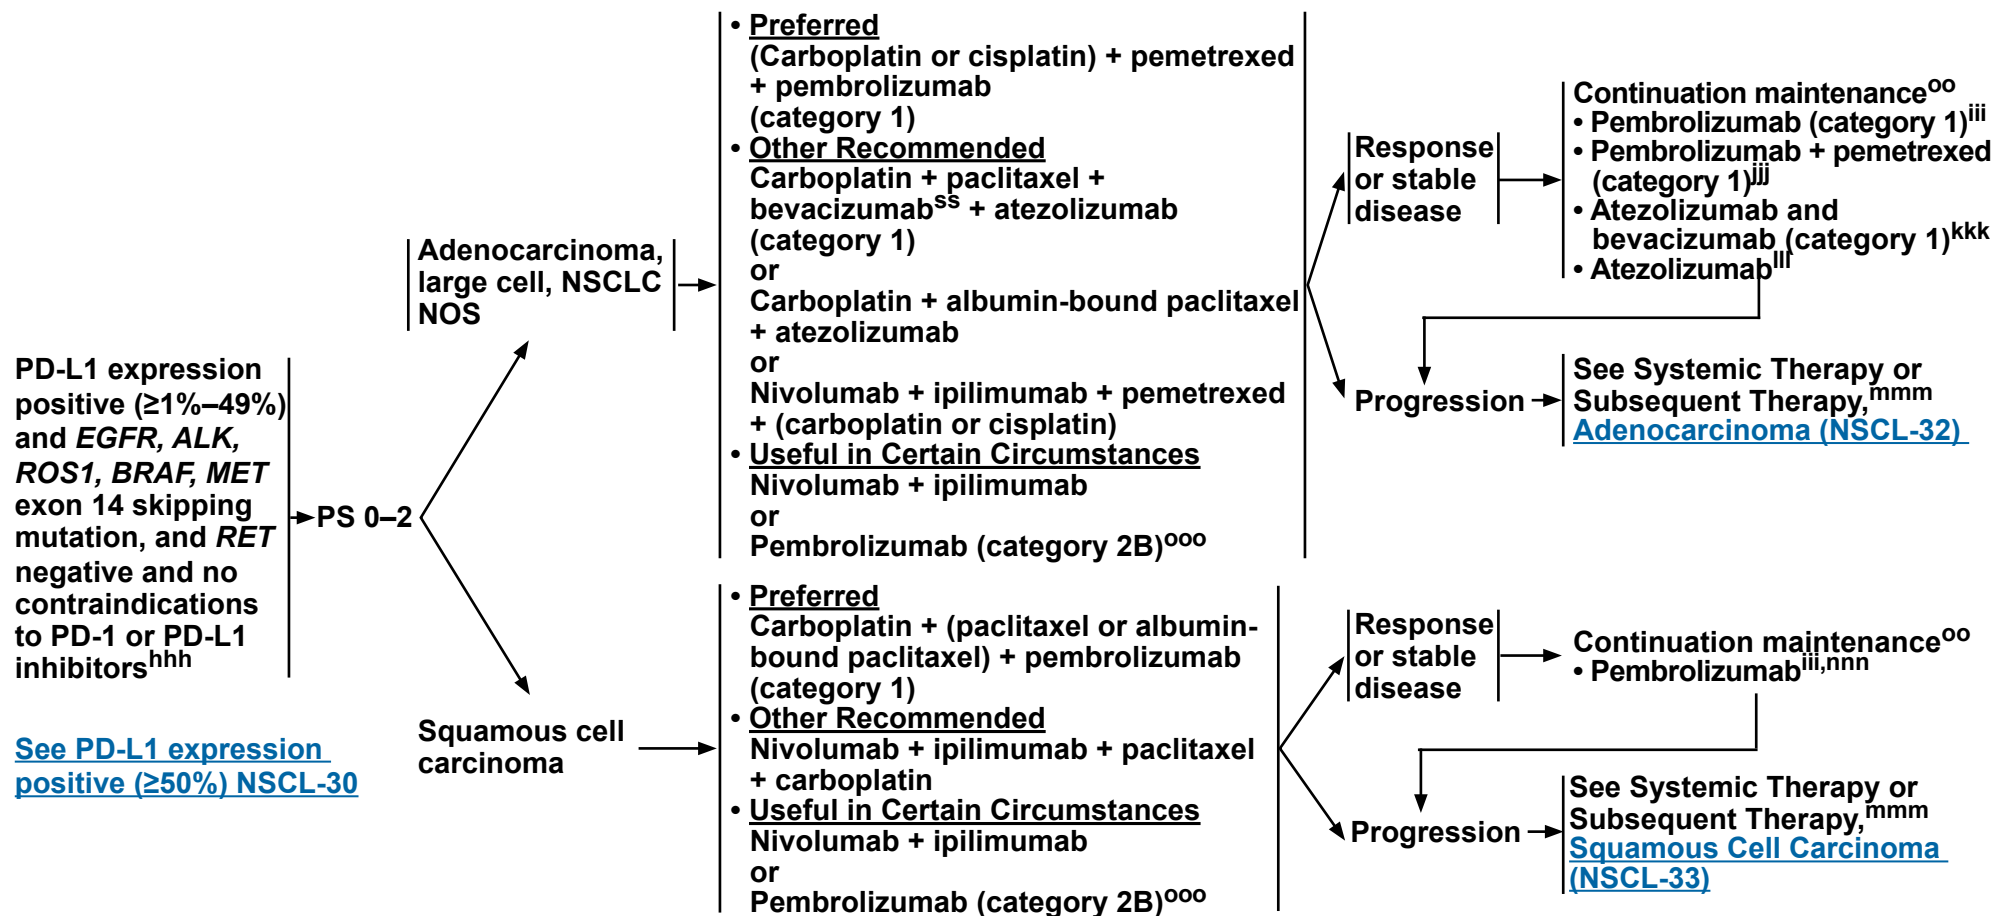 PD-L1 expression
positive (≥1%–49%)
and EGFR, ALK,
ROS1, BRAF, MET
exon 14 skipping
mutation, and RET
negative and no
contraindications
to PD-1 or PD-L1
inhibitorshhh
See PD-L1 expression
positive (≥50%) NSCL-30
PS 0–2
Adenocarcinoma,
large cell, NSCLC
NOS
• Preferred
(Carboplatin or cisplatin) + pemetrexed
+ pembrolizumab
(category 1)
• Other Recommended
Carboplatin + paclitaxel +
bevacizumabss + atezolizumab
(category 1)
or
Carboplatin + albumin-bound paclitaxel
+ atezolizumab
or
Nivolumab + ipilimumab + pemetrexed
+ (carboplatin or cisplatin)
• Useful in Certain Circumstances
Nivolumab + ipilimumab
or
Pembrolizumab (category 2B)ooo
Response
or stable
disease
Continuation maintenanceoo
• Pembrolizumab (category 1)iii
• Pembrolizumab + pemetrexed
(category 1)jjj
• Atezolizumab and
bevacizumab (category 1)kkk
• Atezolizumablll
Progression
See Systemic Therapy or
Subsequent Therapy,mmm
Adenocarcinoma (NSCL-32)
Squamous cell
carcinoma
• Preferred
Carboplatin + (paclitaxel or albumin-
bound paclitaxel) + pembrolizumab
(category 1)
• Other Recommended
Nivolumab + ipilimumab + paclitaxel
+ carboplatin
• Useful in Certain Circumstances
Nivolumab + ipilimumab
or
Pembrolizumab (category 2B)ooo
Response
or stable
disease
Continuation maintenanceoo
• Pembrolizumabiii,nnn
Progression
See Systemic Therapy or
Subsequent Therapy,mmm
Squamous Cell Carcinoma
(NSCL-33)